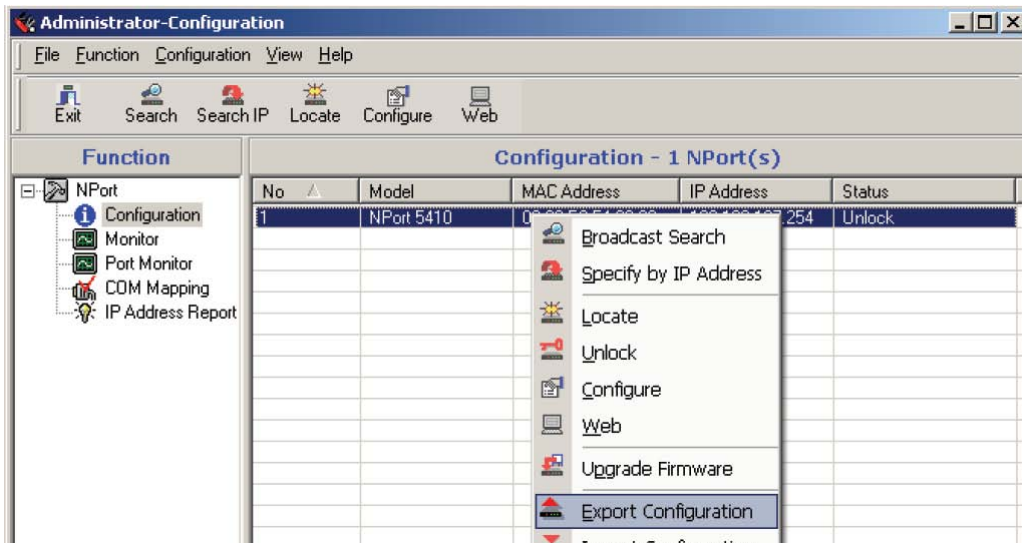 Administrator-Configuration
File Function Configuration View Help
Exit Search Search IP Locate Configure Web
Function
Configuration - 1 NPort(s)
NPort
Configuration
Monitor
Port Monitor
COM Mapping
IP Address Report
No Model MAC Address IP Address Status
1 NPort 5410 .254 Unlock
Broadcast Search
Specify by IP Address
Locate
Unlock
Configure
Web
Upgrade Firmware
Export Configuration